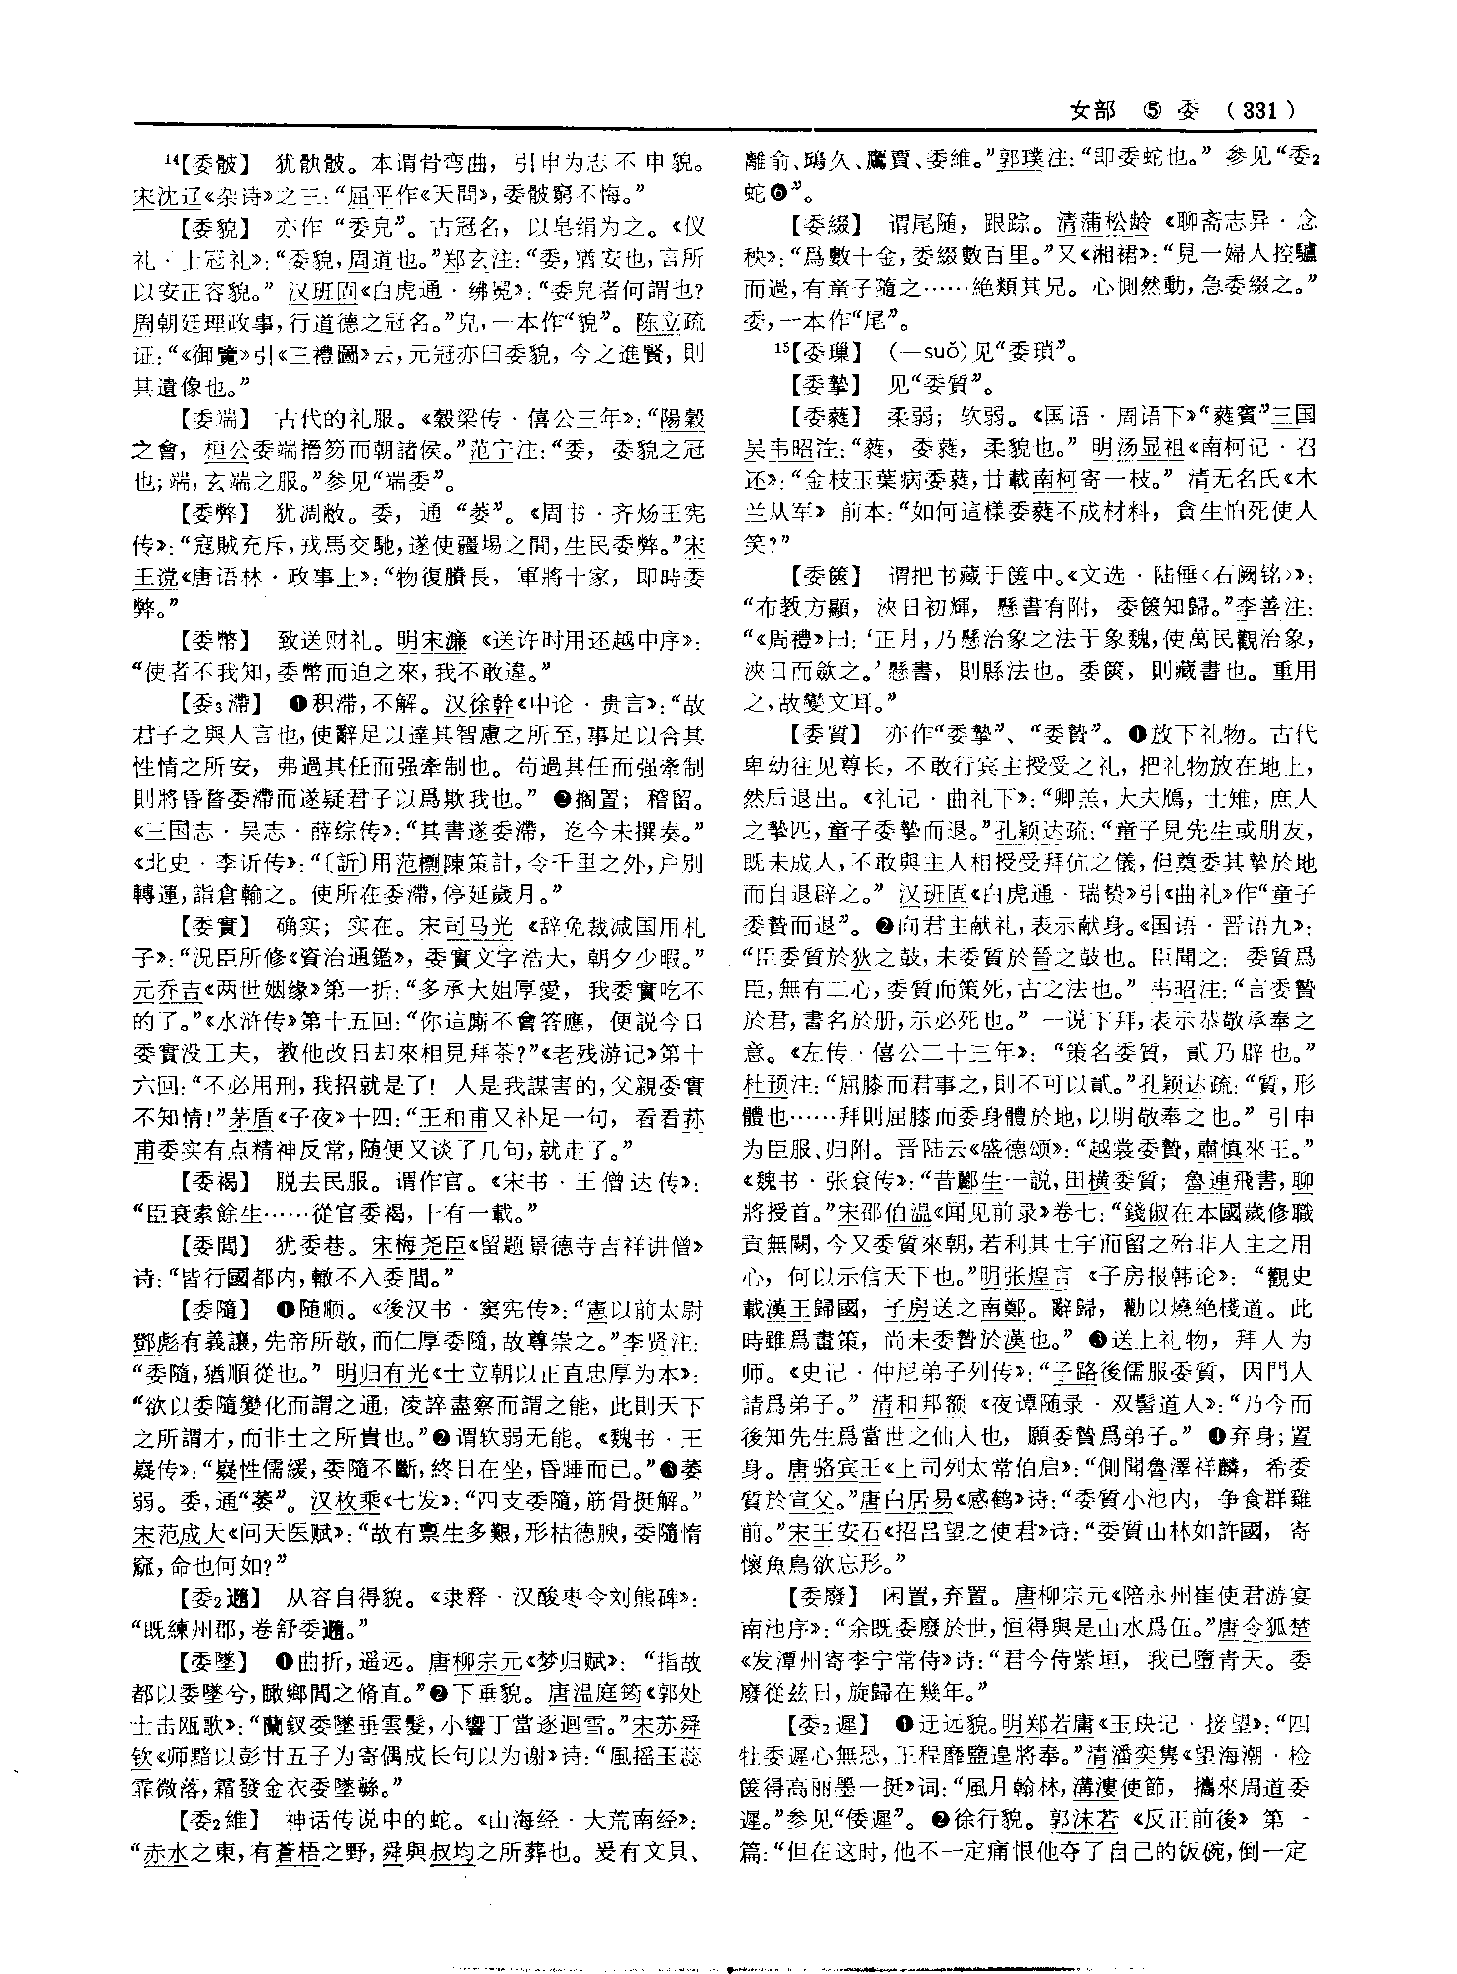 女部 ⑤ 委 (331)
14【委骳】 犹骫骳。本谓骨弯曲，引申为志不申貌。
宋沈辽《杂诗》之三：“屈平作《天問》，委骳窮不悔。”
【委貌】 亦作“委皃”。古冠名，以皂绢为之。《仪
礼·士冠礼》：“委貌，周道也。”郑玄注：“委，猶安也，言所
以安正容貌。” 汉班固《白虎通·绋冕》：“委皃者何謂也？
周朝廷理政事，行道德之冠名。”皃，一本作“貌”。陈立疏
证：“《御覽》引《三禮圖》云，元冠亦曰委貌，今之進賢，則
其遺像也。”
【委端】 古代的礼服。《穀梁传·僖公三年》：“陽穀
之會，桓公委端搢笏而朝諸侯。”范宁注：“委，委貌之冠
也；端，玄端之服。”参见“端委”。
【委弊】 犹凋敝。委，通“萎”。《周书·齐炀王宪
传》：“寇賊充斥，戎馬交馳，遂使疆埸之間，生民委弊。”宋
王谠《唐语林·政事上》：“物復賸長，軍將十家，即時委
弊。”
【委幣】 致送财礼。明宋濂《送许时用还越中序》：
“使者不我知，委幣而迫之來，我不敢違。”
【委3滯】 ❶积滞，不解。汉徐幹《中论·贵言》：“故
君子之與人言也，使辭足以達其智慮之所至，事足以合其
性情之所安，弗過其任而强牽制也。苟過其任而强牽制
則將昏瞀委滯而遂疑君子以爲欺我也。” ❷搁置；稽留。
《三国志·吴志·薛综传》：“其書遂委滯，迄今未撰奏。”
《北史·李䜣传》：“〔訢〕用范檦陳策計，令千里之外，户别
轉運，詣倉輸之。使所在委滯，停延歲月。”
【委實】 确实；实在。宋司马光《辞免裁减国用札
子》：“況臣所修《資治通鑑》，委實文字浩大，朝夕少暇。”
元乔吉《两世姻缘》第一折：“多承大姐厚愛，我委實吃不
的了。”《水浒传》第十五回：“你這厮不會答應，便説今日
委實没工夫，教他改日却來相見拜茶？”《老残游记》第十
六回：“不必用刑，我招就是了！ 人是我謀害的，父親委實
不知情！”茅盾《子夜》十四：“王和甫又补足一句，看看荪
甫委实有点精神反常，随便又谈了几句，就走了。”
【委褐】 脱去民服。谓作官。《宋书·王僧达传》：
“臣衰索餘生……從官委褐，十有一載。”
【委閭】 犹委巷。宋梅尧臣《留题景德寺吉祥讲僧》
诗：“皆行國都内，轍不入委閭。”
【委隨】 ❶随顺。《後汉书·窦宪传》：“憲以前太尉
鄧彪有義讓，先帝所敬，而仁厚委隨，故尊崇之。”李贤注：
“委隨，猶順從也。” 明归有光《士立朝以正直忠厚为本》：
“欲以委隨變化而謂之通，凌誶盡察而謂之能，此則天下
之所謂才，而非士之所貴也。”❷谓软弱无能。《魏书·王
嶷传》：“嶷性儒緩，委隨不斷，終日在坐，昏睡而已。”❸萎
弱。委，通“萎”。汉枚乘《七发》：“四支委隨，筋骨挺解。”
宋范成大《问天医赋》：“故有禀生多艱，形枯德腴，委隨惰
窳，命也何如？”
【委2遹】 从容自得貌。《隶释·汉酸枣令刘熊碑》：
“既練州郡，卷舒委遹。”
【委墜】 ❶曲折，遥远。唐柳宗元《梦归赋》：“指故
都以委墜兮，瞰鄉閭之脩直。”❷下垂貌。唐温庭筠《郭处
士击瓯歌》：“蘭釵委墜垂雲髮，小響丁當逐迴雪。”宋苏舜
钦《师黯以彭甘五子为寄偶成长句以为谢》诗：“風摇玉蕊
霏微落，霜發金衣委墜緜。”
【委2維】 神话传说中的蛇。《山海经·大荒南经》：
“赤水之東，有蒼梧之野，舜與叔均之所葬也。爰有文貝、
離俞、鴟久、鷹賈、委維。”郭璞注：“即委蛇也。” 参见“委2
蛇❻”。
【委綴】 谓尾随，跟踪。清蒲松龄《聊斋志异·念
秧》：“爲數十金，委綴數百里。”又《湘裙》：“見一婦人控驢
而過，有童子隨之……絶類其兄。心惻然動，急委綴之。”
委，一本作“尾”。
15【委璅】 （—suǒ）见“委瑣”。
【委摯】 见“委質”。
【委蕤】 柔弱；软弱。《国语·周语下》“蕤賓”三国
吴韦昭注：“蕤，委蕤，柔貌也。” 明汤显祖《南柯记·召
还》：“金枝玉葉病委蕤，廿載南柯寄一枝。” 清无名氏《木
兰从军》前本：“如何這樣委蕤不成材料，貪生怕死使人
笑？”
【委篋】 谓把书藏于箧中。《文选·陆倕〈石阙铭〉》：
“布教方顯，浹日初輝，懸書有附，委篋知歸。”李善注：
“《周禮》曰：‘正月，乃懸治象之法于象魏，使萬民觀治象，
浹日而斂之。’懸書，則縣法也。委篋，則藏書也。重用
之，故變文耳。”
【委質】 亦作“委摯”、“委贄”。❶放下礼物。古代
卑幼往见尊长，不敢行宾主授受之礼，把礼物放在地上，
然后退出。《礼记·曲礼下》：“卿羔，大夫鴈，士雉，庶人
之摯匹，童子委摯而退。”孔颖达疏：“童子見先生或朋友，
既未成人，不敢與主人相授受拜伉之儀，但奠委其摯於地
而自退辟之。” 汉班固《白虎通·瑞贽》引《曲礼》作“童子
委贄而退”。❷向君主献礼，表示献身。《国语·晋语九》：
“臣委質於狄之鼓，未委質於晉之鼓也。臣聞之：委質爲
臣，無有二心，委質而策死，古之法也。” 韦昭注：“言委贄
於君，書名於册，示必死也。” 一说下拜，表示恭敬承奉之
意。《左传·僖公二十三年》：“策名委質，貳乃辟也。”
杜预注：“屈膝而君事之，則不可以貳。”孔颖达疏：“質，形
體也……拜則屈膝而委身體於地，以明敬奉之也。” 引申
为臣服、归附。晋陆云《盛德颂》：“越裳委贄，肅慎來王。”
《魏书·张衮传》：“昔酈生一説，田横委質；魯連飛書，聊
將授首。”宋邵伯温《闻见前录》卷七：“錢俶在本國歲修職
貢無闕，今又委質來朝，若利其土宇而留之殆非人主之用
心，何以示信天下也。”明张煌言《子房报韩论》：“觀史
載漢王歸國，子房送之南鄭。辭歸，勸以燒絶棧道。此
時雖爲畫策，尚未委贄於漢也。” ❸送上礼物，拜人为
师。《史记·仲尼弟子列传》：“子路後儒服委質，因門人
請爲弟子。” 清和邦额《夜谭随录·双髻道人》：“乃今而
後知先生爲當世之仙人也，願委贄爲弟子。” ❹弃身；置
身。唐骆宾王《上司列太常伯启》：“側聞魯澤祥麟，希委
質於宣父。”唐白居易《感鹤》诗：“委質小池内，争食群雞
前。”宋王安石《招吕望之使君》诗：“委質山林如許國，寄
懷魚鳥欲忘形。”
【委廢】 闲置，弃置。唐柳宗元《陪永州崔使君游宴
南池序》：“余既委廢於世，恒得與是山水爲伍。”唐令狐楚
《发潭州寄李宁常侍》诗：“君今侍紫垣，我已墮青天。委
廢從兹日，旋歸在幾年。”
【委2遲】 ❶迂远貌。明郑若庸《玉玦记·接望》：“四
牡委遲心無恐，王程靡盬遑將奉。”清潘奕隽《望海潮·检
箧得高丽墨一挺》词：“風月翰林，溝漊使節，攜來周道委
遲。”参见“倭遲”。❷徐行貌。郭沫若《反正前後》第一
篇：“但在这时，他不一定痛恨他夺了自己的饭碗，倒一定